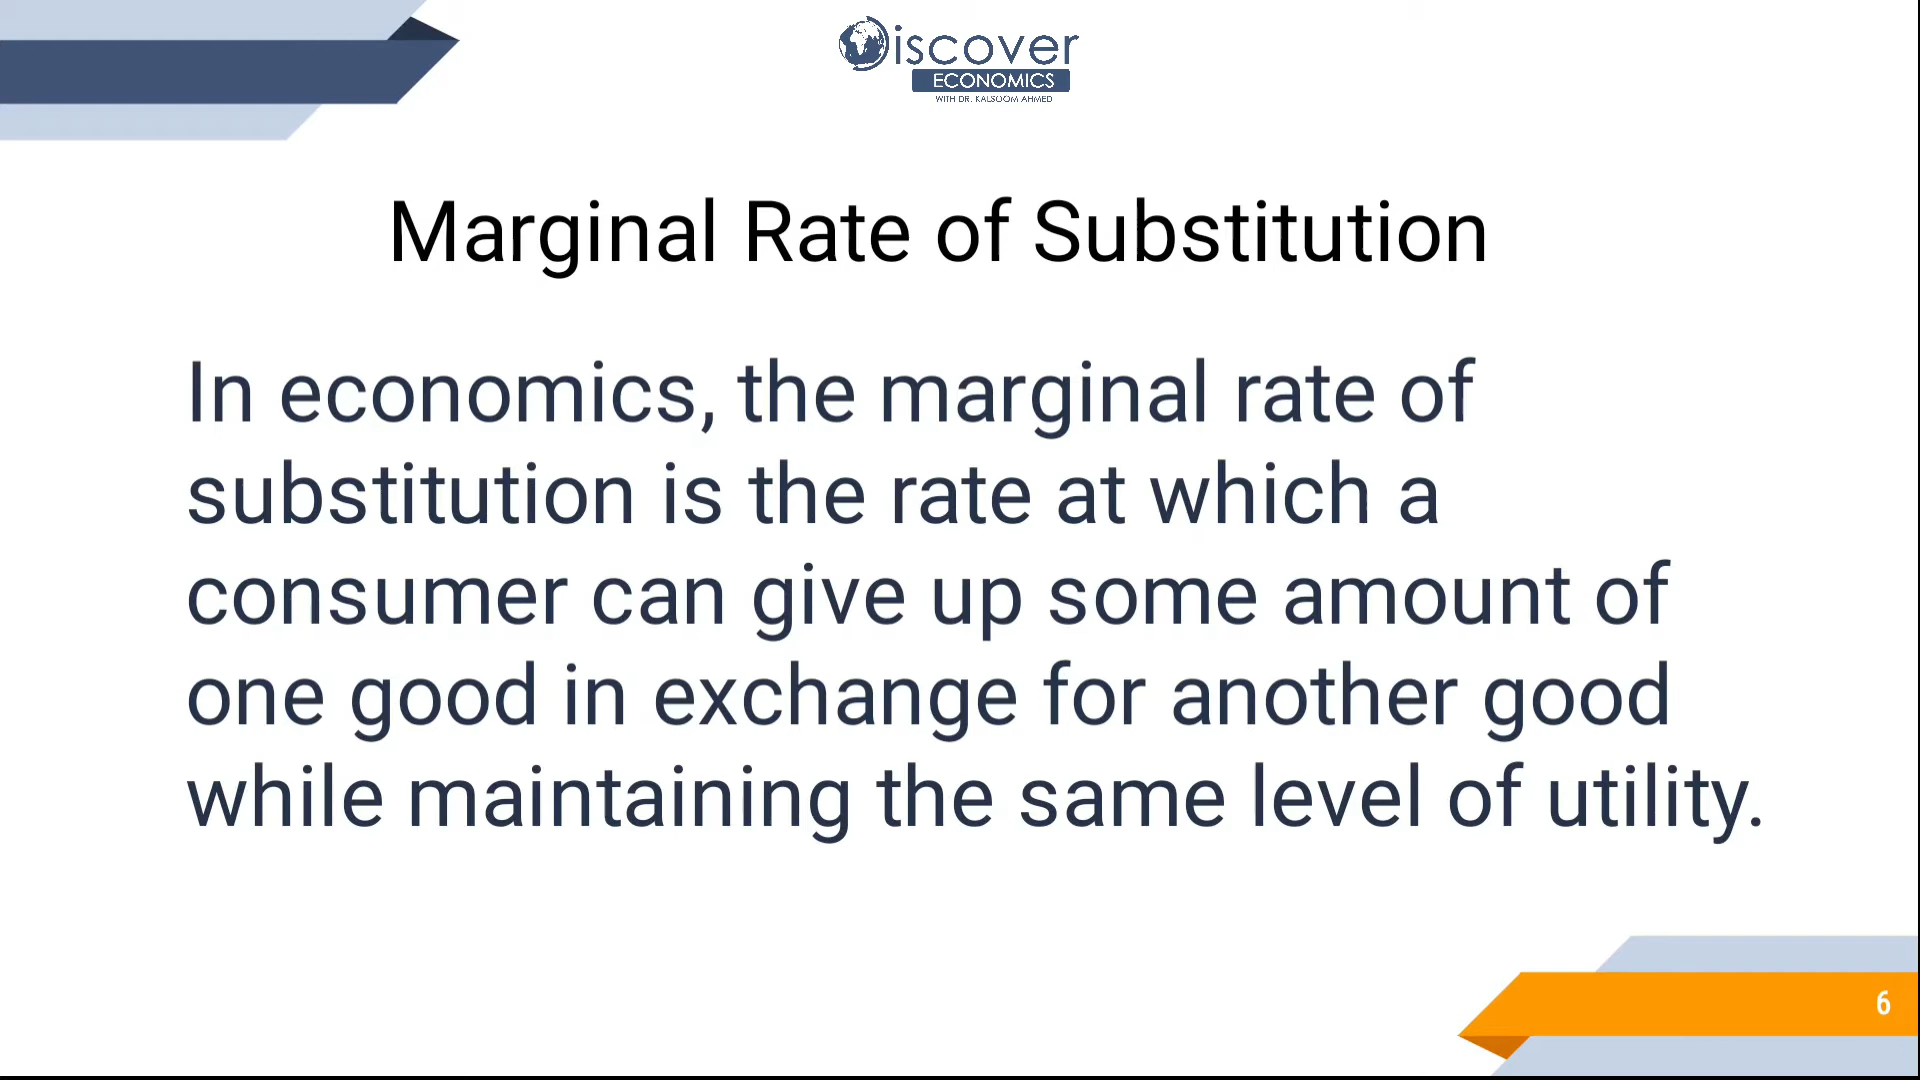 Discover
ECONOMICS
WITH DR. KALSOOM AHMED
Marginal Rate of Substitution
In economics, the marginal rate of
substitution is the rate at which a
consumer can give up some amount of
one good in exchange for another good
while maintaining the same level of utility.
6